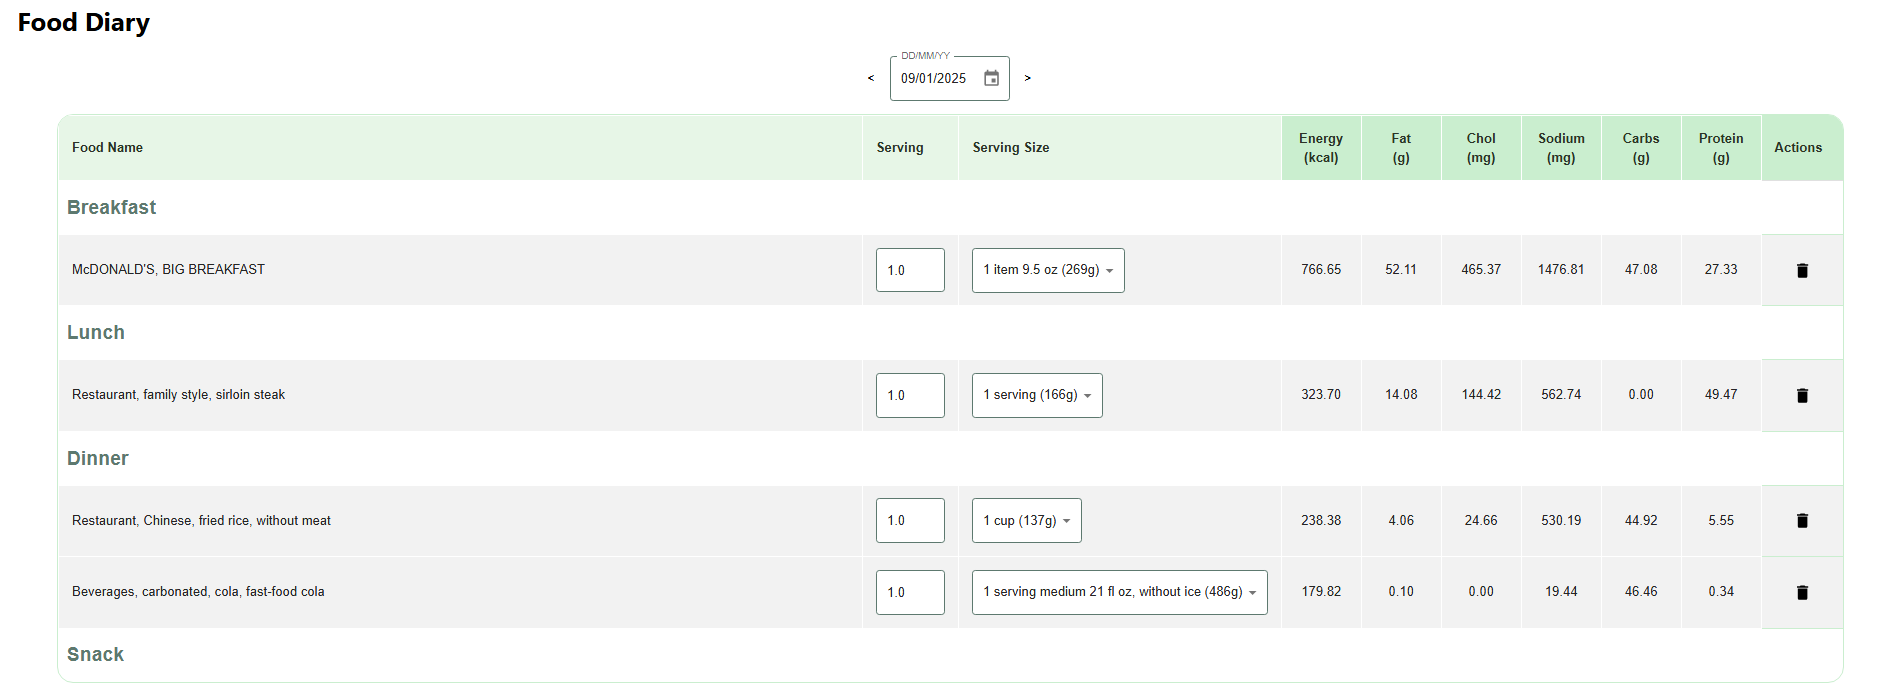 Food Diary
DD/MM/YY
< 09/01/2025 >
Food Name Serving Serving Size Energy (kcal) Fat (g) Chol (mg) Sodium (mg) Carbs (g) Protein (g) Actions
Breakfast
McDONALD'S, BIG BREAKFAST 1.0 1 item 9.5 oz (269g) 766.65 52.11 465.37 1476.81 47.08 27.33
Lunch
Restaurant, family style, sirloin steak 1.0 1 serving (166g) 323.70 14.08 144.42 562.74 0.00 49.47
Dinner
Restaurant, Chinese, fried rice, without meat 1.0 1 cup (137g) 238.38 4.06 24.66 530.19 44.92 5.55
Beverages, carbonated, cola, fast-food cola 1.0 1 serving medium 21 fl oz, without ice (486g) 179.82 0.10 0.00 19.44 46.46 0.34
Snack